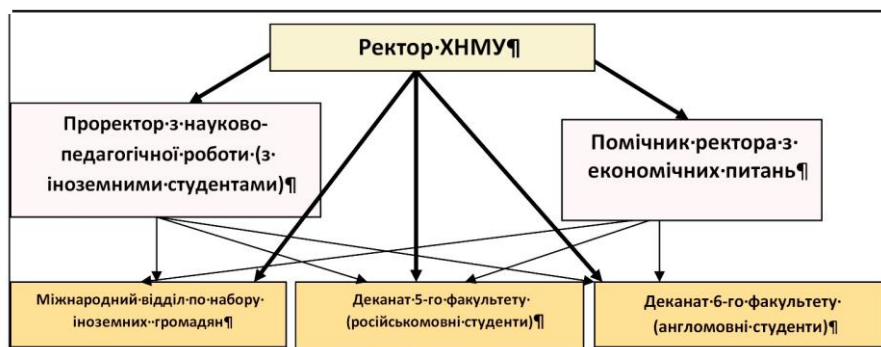 Ректор·ХНМУ¶
Проректор·з·науково-
педагогічної·роботи·(з·
іноземними·студентами)¶
Помічник·ректора·з·
економічних·питань¶
Міжнародний·відділ·по·набору·
іноземних··громадян¶
Деканат·5-го·факультету·
(російськомовні·студенти)¶
Деканат·6-го·факультету·
(англомовні·студенти)¶